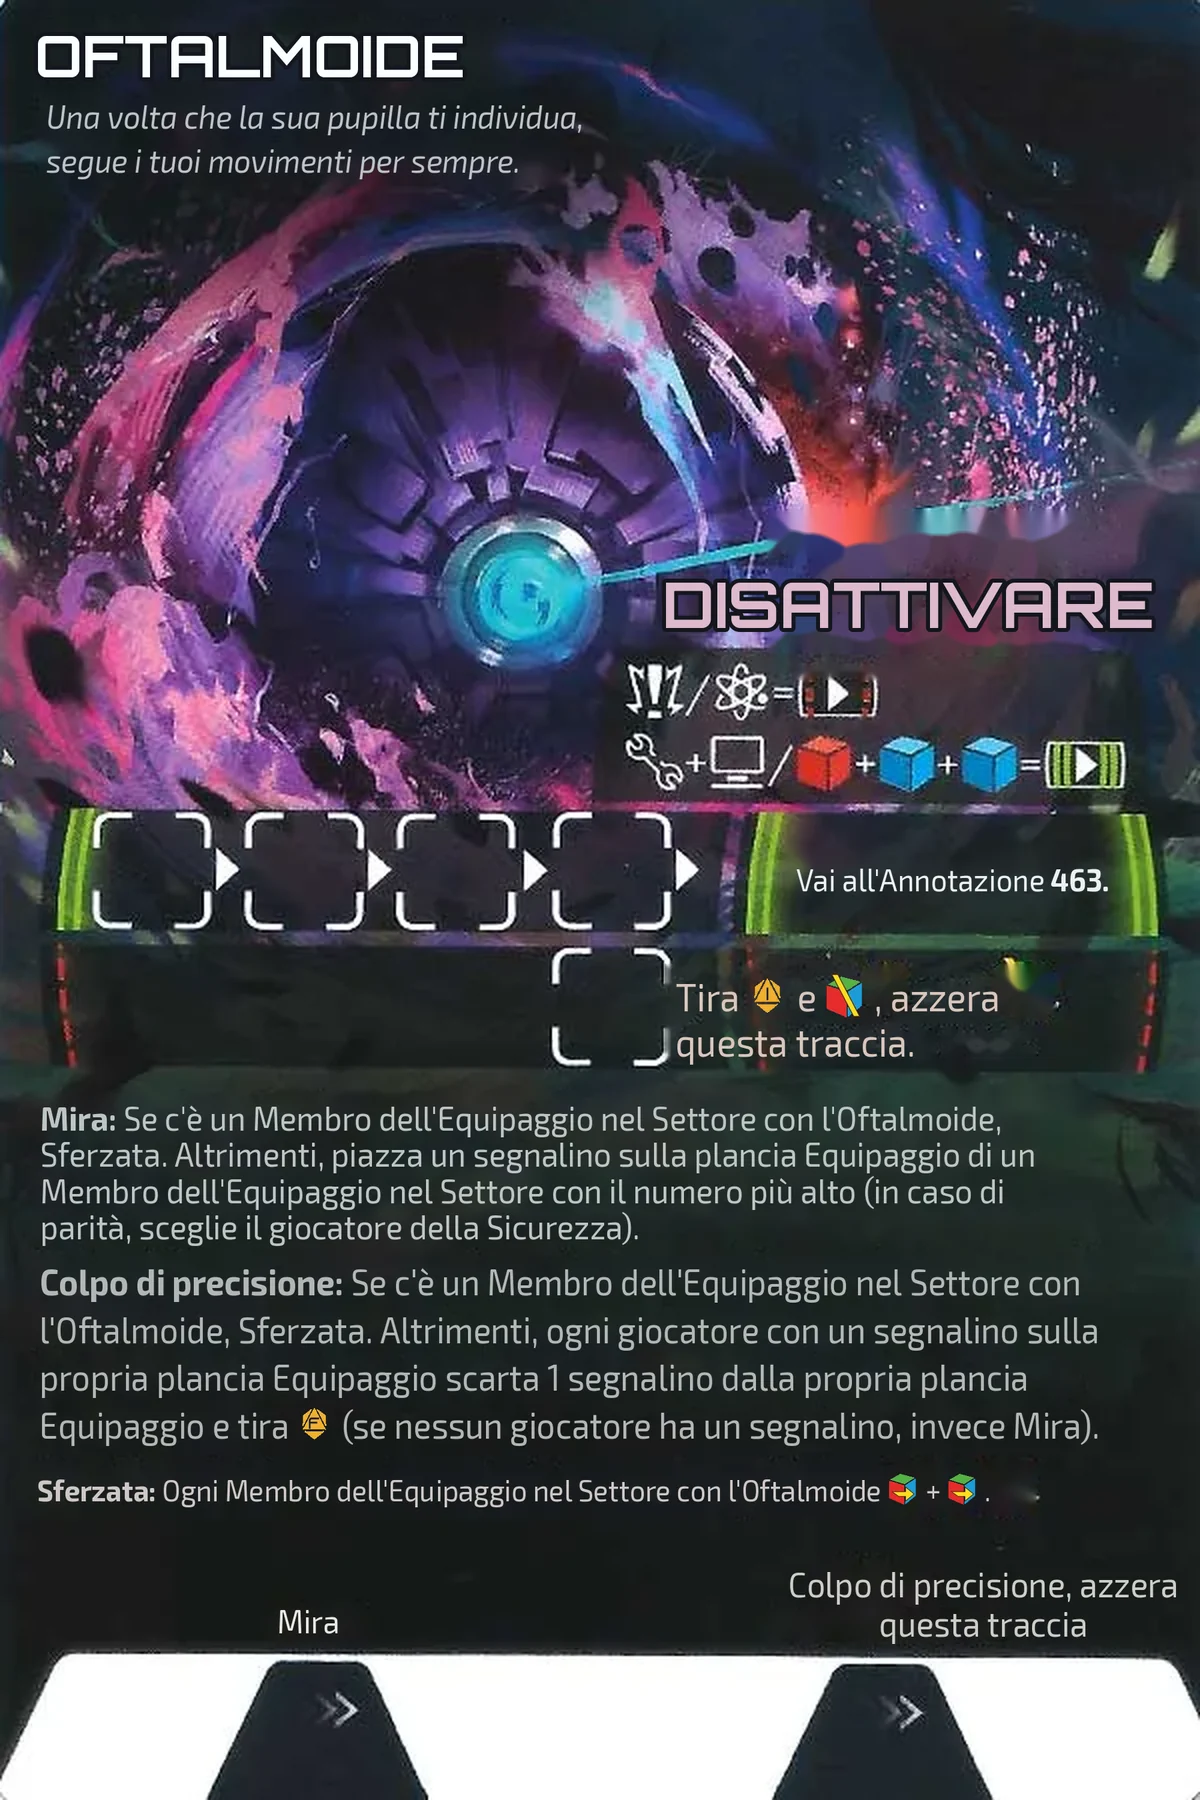 OFTALMOIDE
Una volta che la sua pupilla ti individua,
segue i tuoi movimenti per sempre.
DISATTIVARE
/ =
+ / + + =
Vai all'Annotazione 463.
Tira e , azzera
questa traccia.
Mira: Se c'è un Membro dell'Equipaggio nel Settore con l'Oftalmoide,
Sferzata. Altrimenti, piazza un segnalino sulla plancia Equipaggio di un
Membro dell'Equipaggio nel Settore con il numero più alto (in caso di
parità, sceglie il giocatore della Sicurezza).
Colpo di precisione: Se c'è un Membro dell'Equipaggio nel Settore con
l'Oftalmoide, Sferzata. Altrimenti, ogni giocatore con un segnalino sulla
propria plancia Equipaggio scarta 1 segnalino dalla propria plancia
Equipaggio e tira F (se nessun giocatore ha un segnalino, invece Mira).
Sferzata: Ogni Membro dell'Equipaggio nel Settore con l'Oftalmoide + .
Colpo di precisione, azzera
questa traccia
Mira